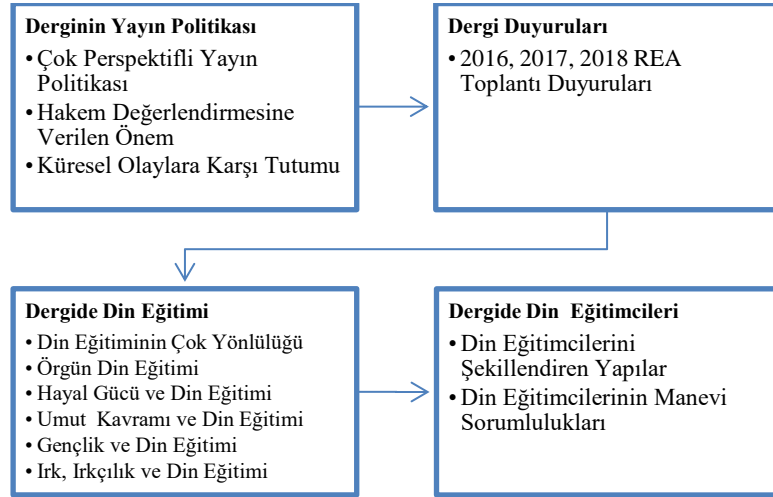 Derginin Yayın Politikası
• Çok Perspektifli Yayın
Politikası
• Hakem Değerlendirmesine
Verilen Önem
• Küresel Olaylara Karşı Tutumu
Dergi Duyuruları
• 2016, 2017, 2018 REA
Toplantı Duyuruları
Dergide Din Eğitimi
• Din Eğitiminin Çok Yönlülüğü
• Örgün Din Eğitimi
• Hayal Gücü ve Din Eğitimi
• Umut Kavramı ve Din Eğitimi
• Gençlik ve Din Eğitimi
• Irk, Irkçılık ve Din Eğitimi
Dergide Din Eğitimcileri
• Din Eğitimcilerini
Şekillendiren Yapılar
• Din Eğitimcilerinin Manevi
Sorumlulukları